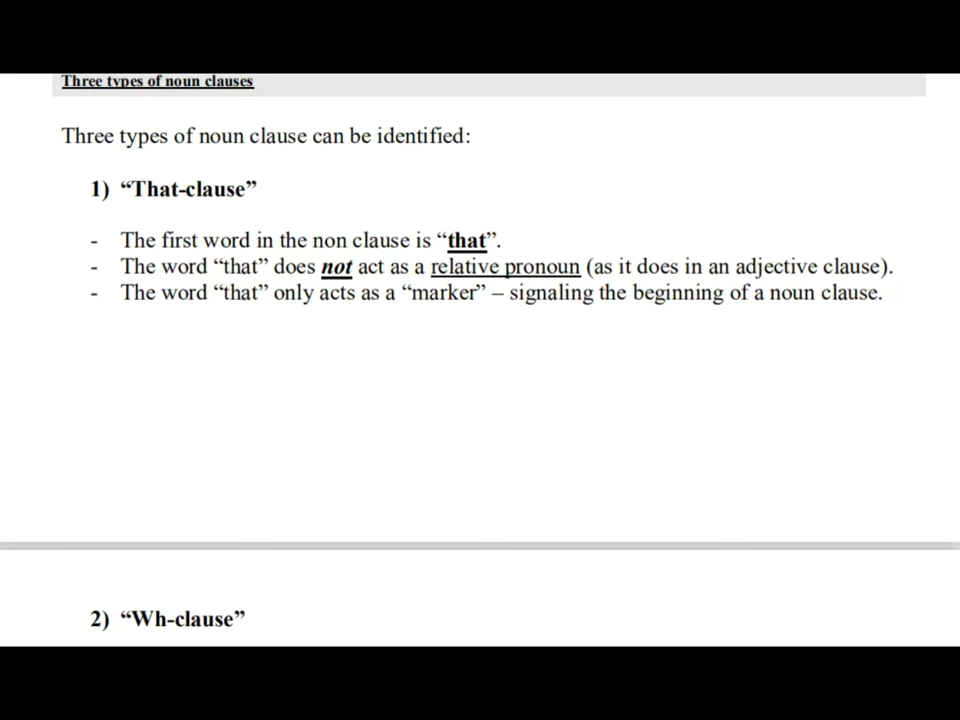 Three types of noun clauses
Three types of noun clause can be identified:
1) “That-clause”
- The first word in the non clause is “that”.
- The word “that” does not act as a relative pronoun (as it does in an adjective clause).
- The word “that” only acts as a “marker” – signaling the beginning of a noun clause.
2) “Wh-clause”